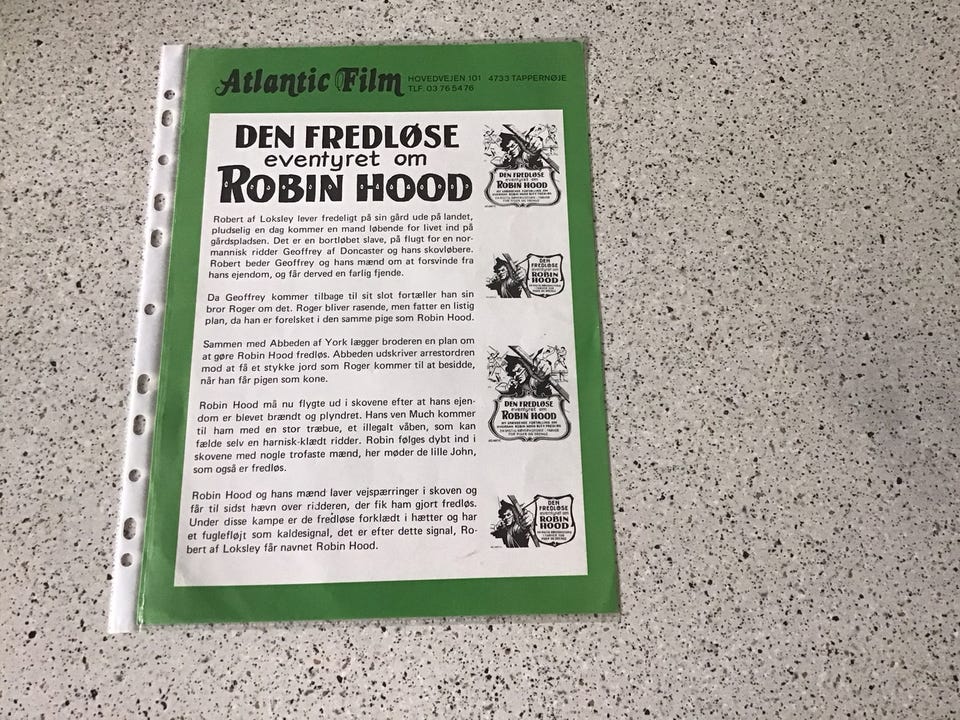 Atlantic Film
HOVEDVEJEN 101 4733 TAPPERNØJE
TLF. 03 76 54 76
DEN FREDLØSE
eventyret om
ROBIN HOOD
Robert af Loksley lever fredeligt på sin gård ude på landet,
pludselig en dag kommer en mand løbende for livet ind på
gårdspladsen. Det er en bortløbet slave, på flugt for en nor-
mannisk ridder Geoffrey af Doncaster og hans skovløbere.
Robert beder Geoffrey og hans mænd om at forsvinde fra
hans ejendom, og får derved en farlig fjende.
Da Geoffrey kommer tilbage til sit slot fortæller han sin
bror Roger om det. Roger bliver rasende, men fatter en listig
plan, da han er forelsket i den samme pige som Robin Hood.
Sammen med Abbeden af York lægger broderen en plan om
at gøre Robin Hood fredløs. Abbeden udskriver arrestordren
mod at få et stykke jord som Roger kommer til at besidde,
når han får pigen som kone.
Robin Hood må nu flygte ud i skovene efter at hans ejen-
dom er blevet brændt og plyndret. Hans ven Much kommer
til ham med en stor træbue, et illegalt våben, som kan
fælde selv en harnisk-klædt ridder. Robin følges dybt ind i
skovene med nogle trofaste mænd, her møder de lille John,
som også er fredløs.
Robin Hood og hans mænd laver vejspærringer i skoven og
får til sidst hævn over ridderen, der fik ham gjort fredløs.
Under disse kampe er de fredløse forklædt i hætter og har
et fuglefløjt som kaldesignal, det er efter dette signal, Ro-
bert af Loksley får navnet Robin Hood.
DEN FREDLØSE
eventyret om
ROBIN HOOD
DEN
FREDLØSE
eventyret om
ROBIN
HOOD
DEN FREDLØSE
eventyret om
ROBIN HOOD
DEN
FREDLØSE
eventyret om
ROBIN
HOOD